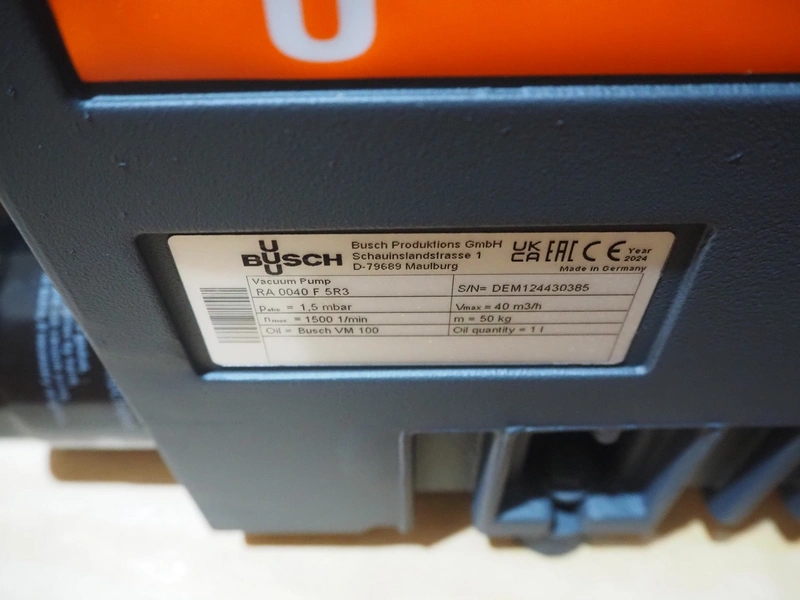 U
BUSCH
Busch Produktions GmbH
Schauinslandstrasse 1
D-79689 Maulburg
UK
CA EAC CE Year
2024
Made in Germany
Vacuum Pump
RA 0040 F 5R3
S/N= DEM124430385
Pabs = 1,5 mbar
Vmax = 40 m3/h
nmax = 1500 1/min
m = 50 kg
Oil = Busch VM 100
Oil quantity = 1 l